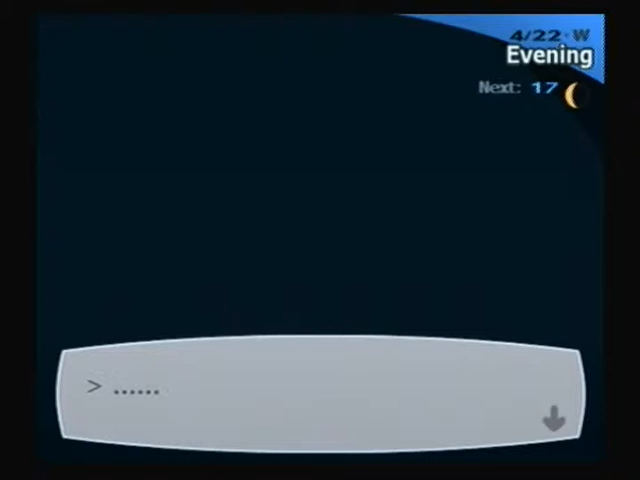 4/22·W
Evening
Next: 17
> ......